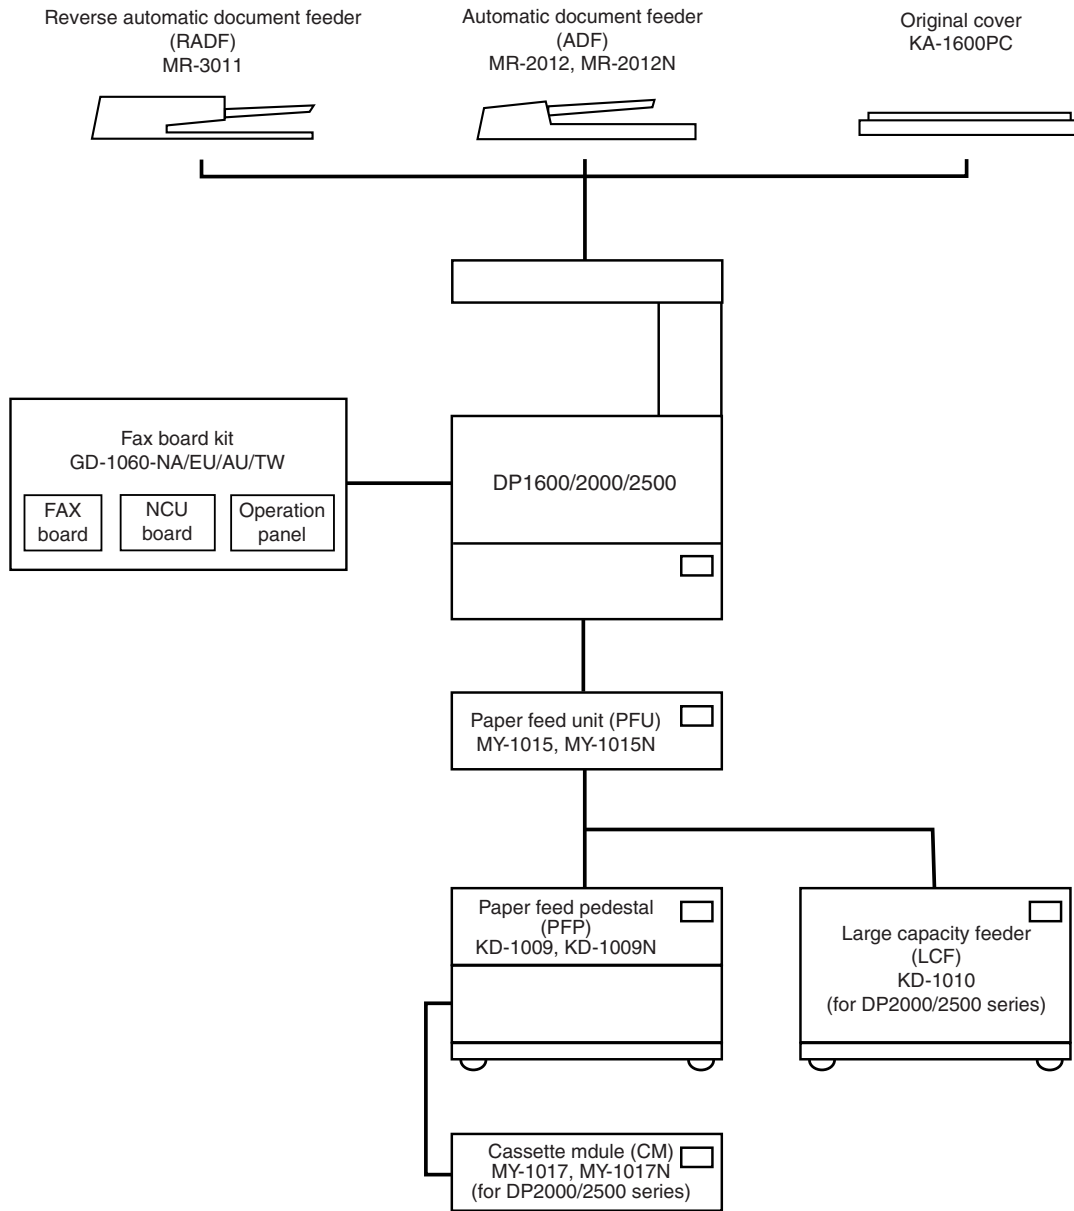 Reverse automatic document feeder
(RADF)
MR-3011
Automatic document feeder
(ADF)
MR-2012, MR-2012N
Original cover
KA-1600PC
Fax board kit
GD-1060-NA/EU/AU/TW
FAX
board
NCU
board
Operation
panel
DP1600/2000/2500
Paper feed unit (PFU)
MY-1015, MY-1015N
Paper feed pedestal
(PFP)
KD-1009, KD-1009N
Large capacity feeder
(LCF)
KD-1010
(for DP2000/2500 series)
Cassette mdule (CM)
MY-1017, MY-1017N
(for DP2000/2500 series)